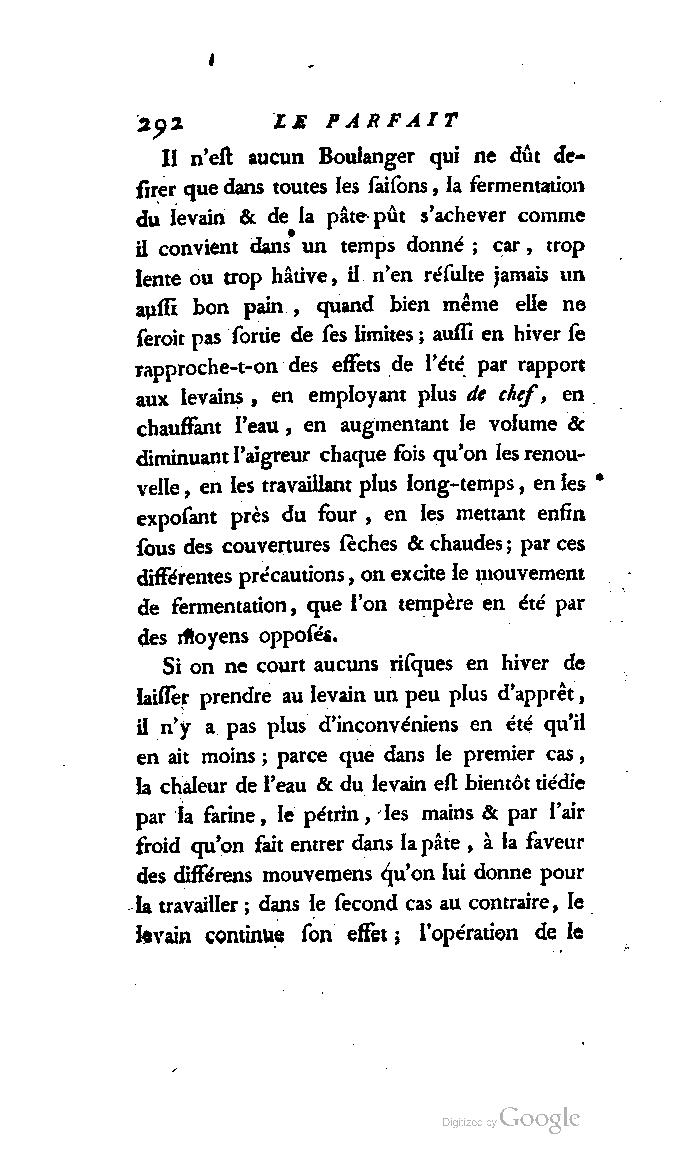 292 LE PARFAIT
Il n'eſt aucun Boulanger qui ne dût de-
ſirer que dans toutes les ſaiſons, la fermentation
du levain & de la pâte pût s'achever comme
il convient dans un temps donné ; car, trop
lente ou trop hâtive, il n'en réſulte jamais un
auſſi bon pain, quand bien même elle ne
ſeroit pas ſortie de ſes limites ; auſſi en hiver ſe
rapproche-t-on des effets de l'été par rapport
aux levains, en employant plus de chef, en
chauffant l'eau, en augmentant le volume &
diminuant l'aigreur chaque fois qu'on les renou-
velle, en les travaillant plus long-temps, en les
expoſant près du four, en les mettant enfin
ſous des couvertures ſèches & chaudes ; par ces
différentes précautions, on excite le mouvement
de fermentation, que l'on tempère en été par
des moyens oppoſés.
Si on ne court aucuns riſques en hiver de
laiſſer prendre au levain un peu plus d'apprêt,
il n'y a pas plus d'inconvéniens en été qu'il
en ait moins ; parce que dans le premier cas,
la chaleur de l'eau & du levain eſt bientôt tiédie
par la farine, le pétrin, les mains & par l'air
froid qu'on fait entrer dans la pâte, à la faveur
des différens mouvemens qu'on lui donne pour
la travailler ; dans le ſecond cas au contraire, le
levain continue ſon effet ; l'opération de le
Digitized by Google